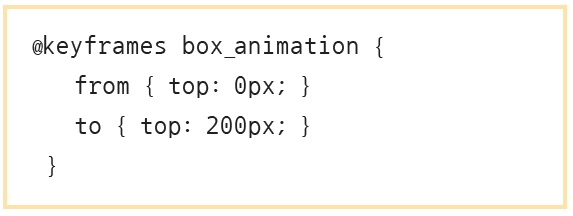 @keyframes box_animation {
from { top: 0px; }
to { top: 200px; }
}